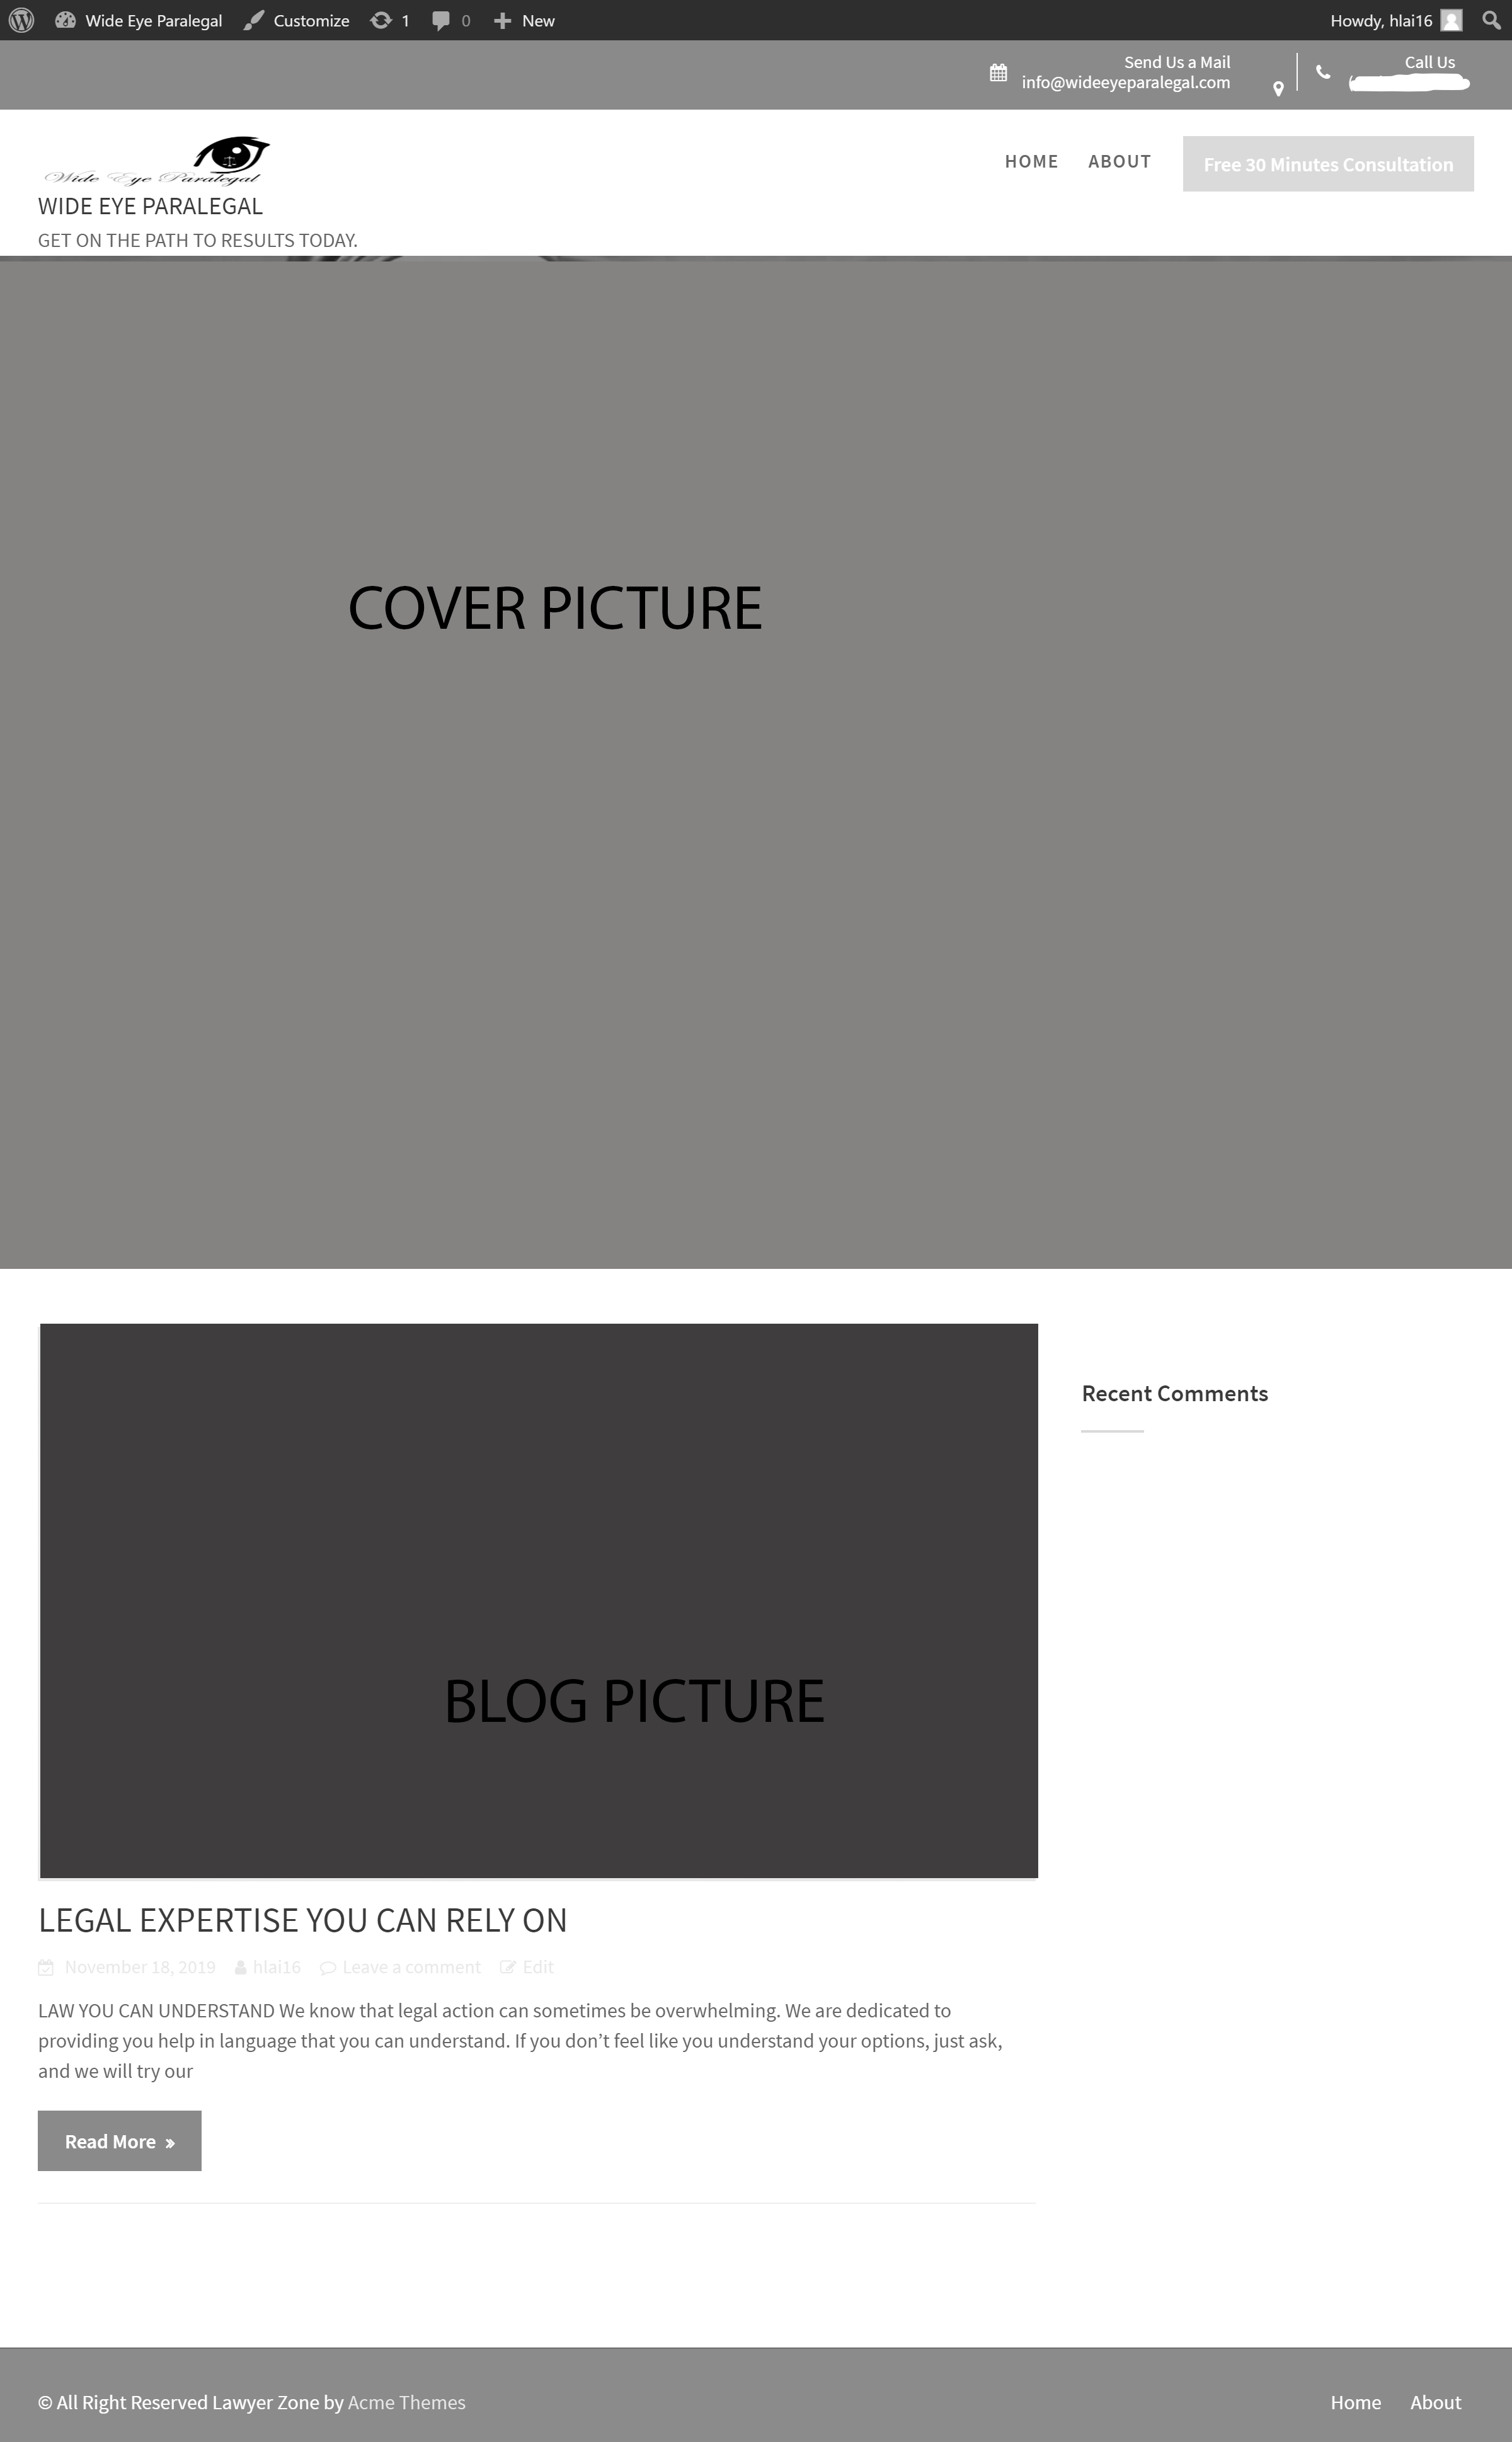 Wide Eye Paralegal Customize 1 0 New Howdy, hlai16
Send Us a Mail
info@wideeyeparalegal.com
Call Us
Wide Eye Paralegal
WIDE EYE PARALEGAL
GET ON THE PATH TO RESULTS TODAY.
HOME ABOUT Free 30 Minutes Consultation
COVER PICTURE
BLOG PICTURE
Recent Comments
LEGAL EXPERTISE YOU CAN RELY ON
November 18, 2019 hlai16 Leave a comment Edit
LAW YOU CAN UNDERSTAND We know that legal action can sometimes be overwhelming. We are dedicated to
providing you help in language that you can understand. If you don’t feel like you understand your options, just ask,
and we will try our
Read More »
© All Right Reserved Lawyer Zone by Acme Themes Home About